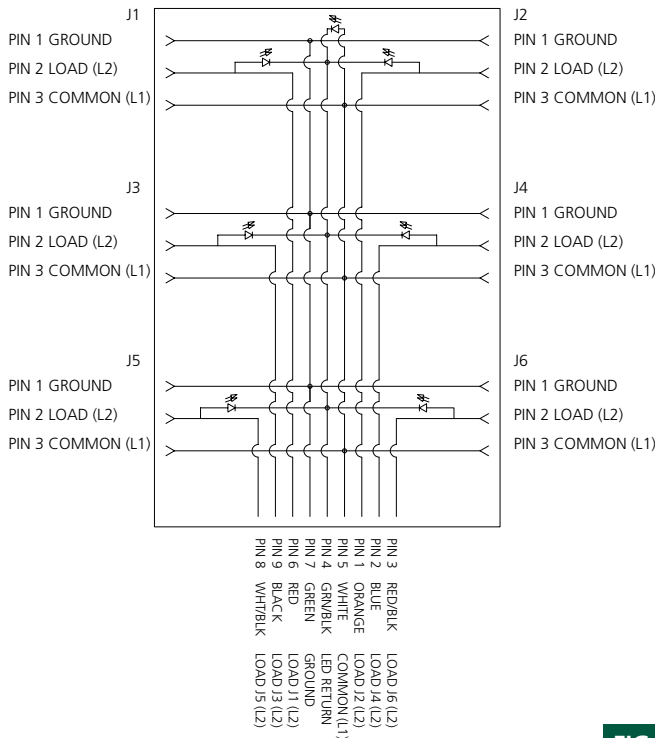 J1
PIN 1 GROUND
PIN 2 LOAD (L2)
PIN 3 COMMON (L1)
J2
PIN 1 GROUND
PIN 2 LOAD (L2)
PIN 3 COMMON (L1)
J3
PIN 1 GROUND
PIN 2 LOAD (L2)
PIN 3 COMMON (L1)
J4
PIN 1 GROUND
PIN 2 LOAD (L2)
PIN 3 COMMON (L1)
J5
PIN 1 GROUND
PIN 2 LOAD (L2)
PIN 3 COMMON (L1)
J6
PIN 1 GROUND
PIN 2 LOAD (L2)
PIN 3 COMMON (L1)
PIN 8 WHT/BLK LOAD J5 (L2)
PIN 9 BLACK LOAD J3 (L2)
PIN 6 RED LOAD J1 (L2)
PIN 7 GREEN GROUND
PIN 4 GRN/BLK LED RETURN
PIN 5 WHITE COMMON (L1)
PIN 1 ORANGE LOAD J2 (L2)
PIN 2 BLUE LOAD J4 (L2)
PIN 3 RED/BLK LOAD J6 (L2)